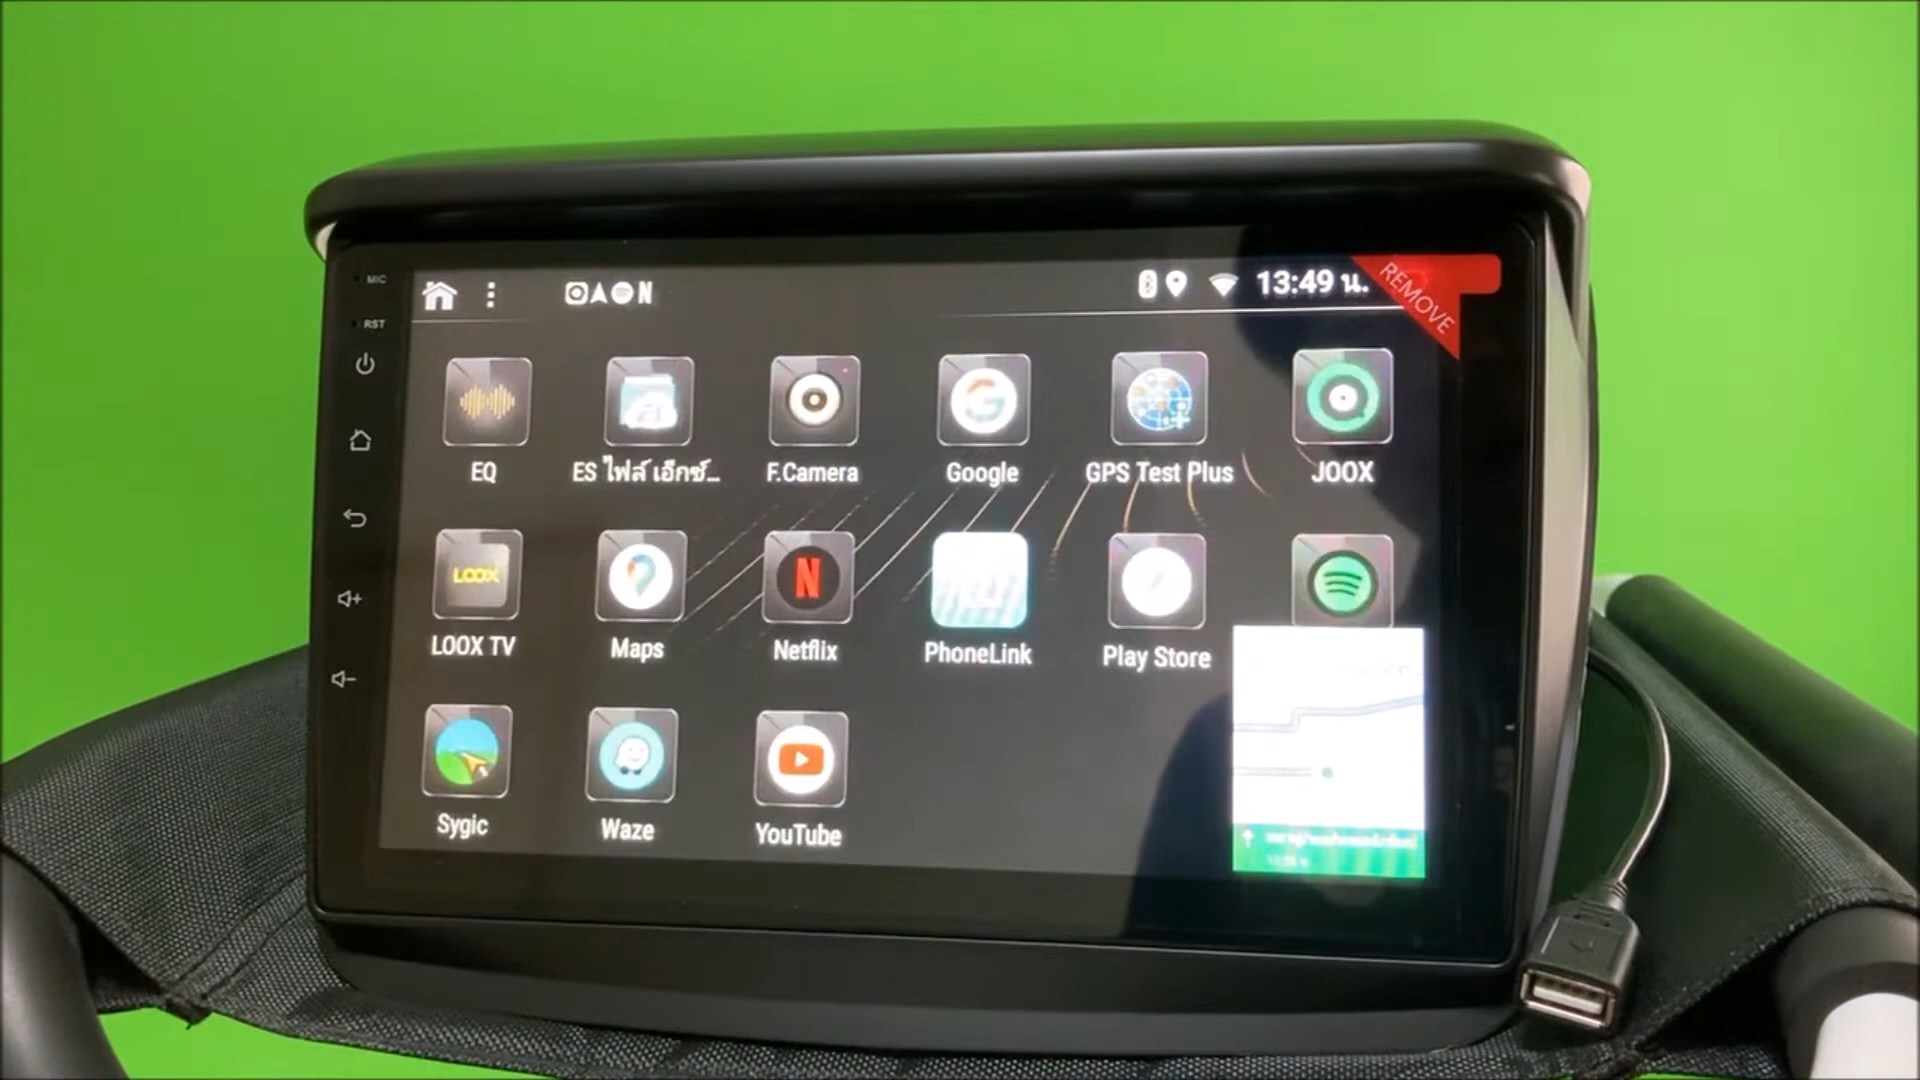 MIC
RST
N
13:49 น.
REMOVE
EQ
ES ไฟล์ เอ็กซ์...
F.Camera
Google
GPS Test Plus
JOOX
LOOX
N
LOOX TV
Maps
Netflix
PhoneLink
Play Store
Sygic
Waze
YouTube